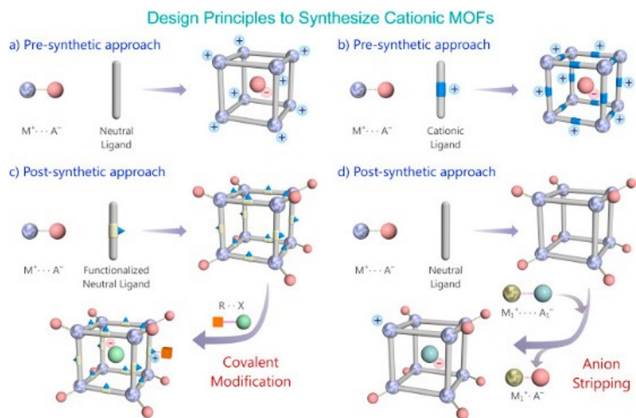 Design Principles to Synthesize Cationic MOFs
a) Pre-synthetic approach
M⁺··· A⁻
Neutral
Ligand
b) Pre-synthetic approach
M⁺··· A⁻
Cationic
Ligand
c) Post-synthetic approach
M⁺··· A⁻
Functionalized
Neutral Ligand
R ·· X
Covalent
Modification
d) Post-synthetic approach
M⁺··· A⁻
Neutral
Ligand
M₁⁺····· A₁⁻
M₁⁺·A⁻
Anion
Stripping